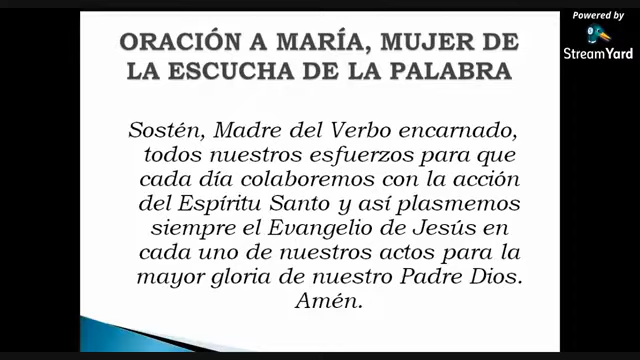 Powered by
StreamYard
ORACIÓN A MARÍA, MUJER DE
LA ESCUCHA DE LA PALABRA
Sostén, Madre del Verbo encarnado,
todos nuestros esfuerzos para que
cada día colaboremos con la acción
del Espíritu Santo y así plasmemos
siempre el Evangelio de Jesús en
cada uno de nuestros actos para la
mayor gloria de nuestro Padre Dios.
Amén.